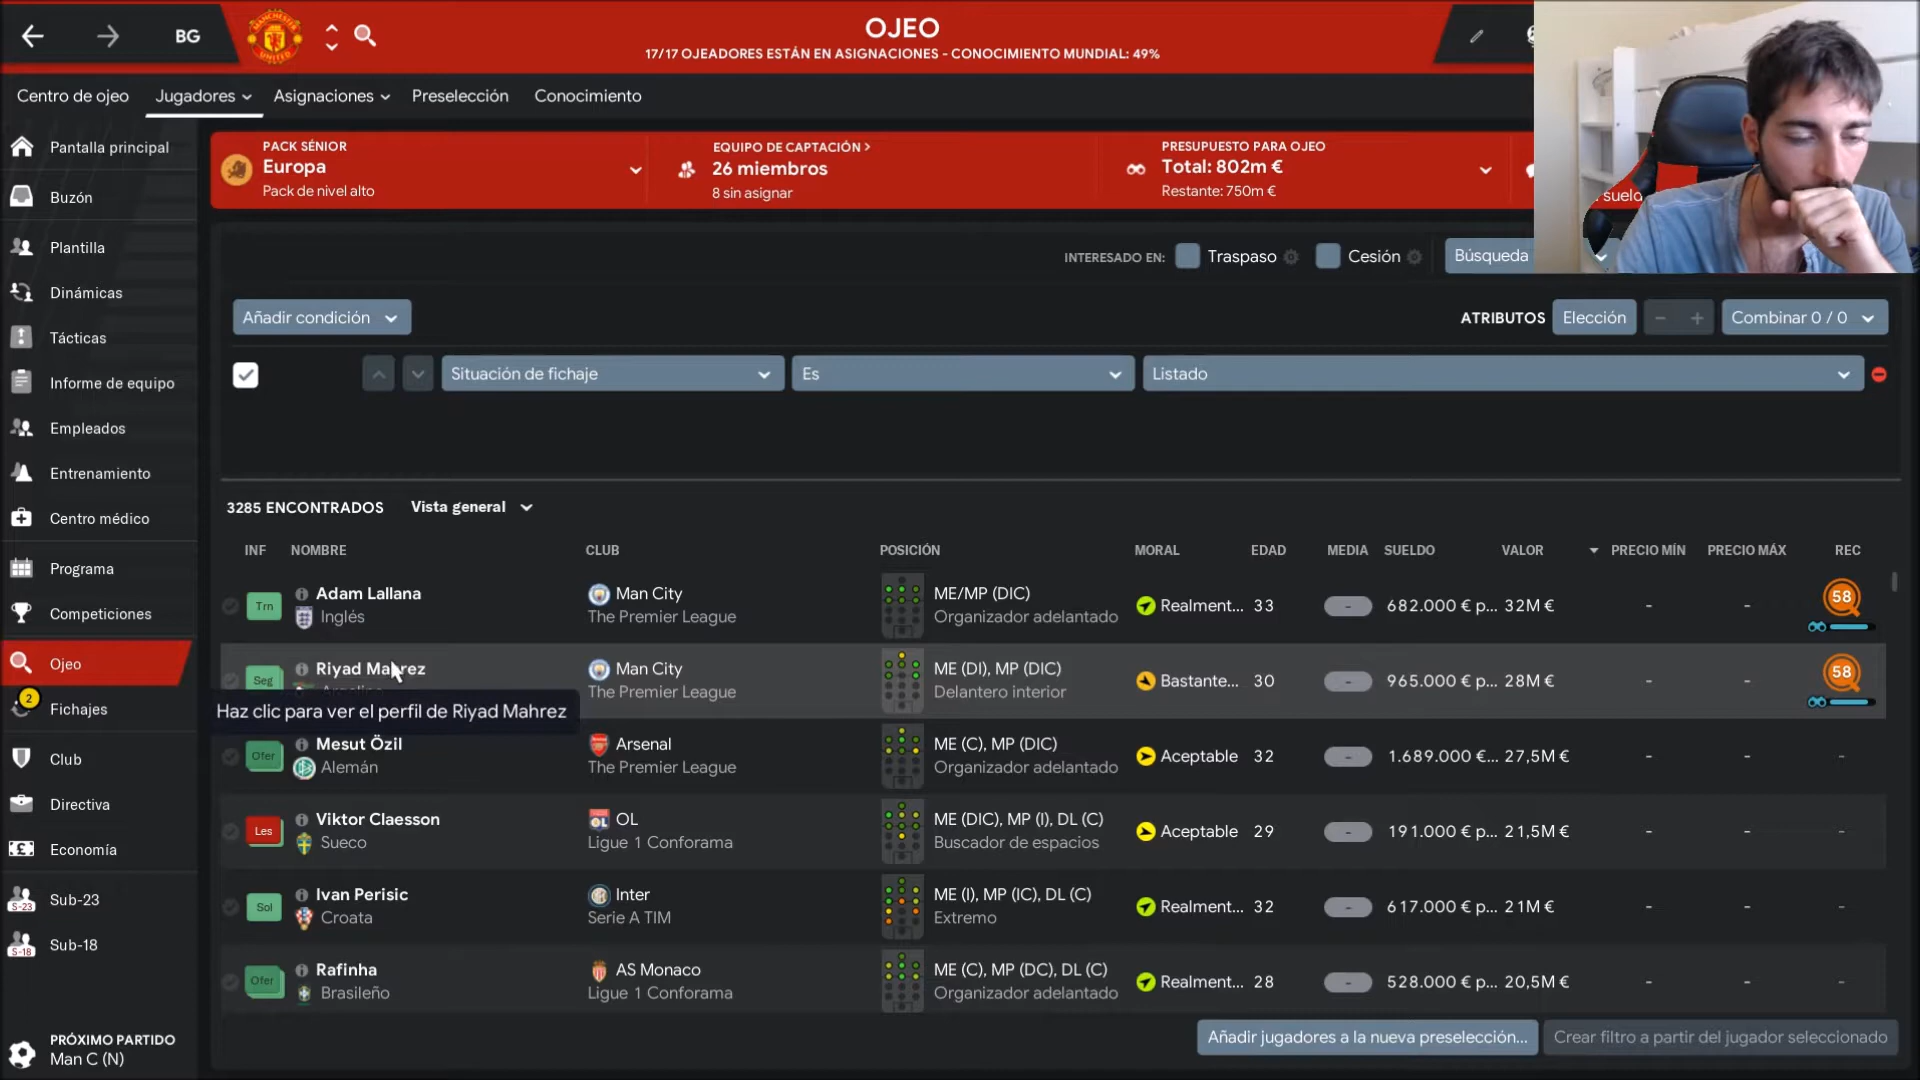 BG
OJEO
17/17 OJEADORES ESTÁN EN ASIGNACIONES - CONOCIMIENTO MUNDIAL: 49%
Centro de ojeo
Jugadores
Asignaciones
Preselección
Conocimiento
Pantalla principal
Buzón
Plantilla
Dinámicas
Tácticas
Informe de equipo
Empleados
Entrenamiento
Centro médico
Programa
Competiciones
Ojeo
2
Fichajes
Club
Directiva
Economía
S-23
Sub-23
S-18
Sub-18
PRÓXIMO PARTIDO
Man C (N)
PACK SÉNIOR
Europa
Pack de nivel alto
EQUIPO DE CAPTACIÓN >
26 miembros
8 sin asignar
PRESUPUESTO PARA OJEO
Total: 802m €
Restante: 750m €
INTERESADO EN:
Traspaso
Cesión
Búsqueda
Añadir condición
ATRIBUTOS
Elección
- +
Combinar 0 / 0
Situación de fichaje
Es
Listado
3285 ENCONTRADOS
Vista general
INF NOMBRE CLUB POSICIÓN MORAL EDAD MEDIA SUELDO VALOR PRECIO MÍN PRECIO MÁX REC
Trn Adam Lallana Man City ME/MP (DIC) Realment... 33 - 682.000 € p... 32M € - - 58
Inglés The Premier League Organizador adelantado
Seg Riyad Mahrez Man City ME (DI), MP (DIC) Bastante... 30 - 965.000 € p... 28M € - - 58
The Premier League Delantero interior
Haz clic para ver el perfil de Riyad Mahrez
Ofer Mesut Özil Arsenal ME (C), MP (DIC) Aceptable 32 - 1.689.000 €... 27,5M € - - -
Alemán The Premier League Organizador adelantado
Les Viktor Claesson OL ME (DIC), MP (I), DL (C) Aceptable 29 - 191.000 € p... 21,5M € - - -
Sueco Ligue 1 Conforama Buscador de espacios
Sol Ivan Perisic Inter ME (I), MP (IC), DL (C) Realment... 32 - 617.000 € p... 21M € - - -
Croata Serie A TIM Extremo
Ofer Rafinha AS Monaco ME (C), MP (DC), DL (C) Realment... 28 - 528.000 € p... 20,5M € - - -
Brasileño Ligue 1 Conforama Organizador adelantado
Añadir jugadores a la nueva preselección...
Crear filtro a partir del jugador seleccionado